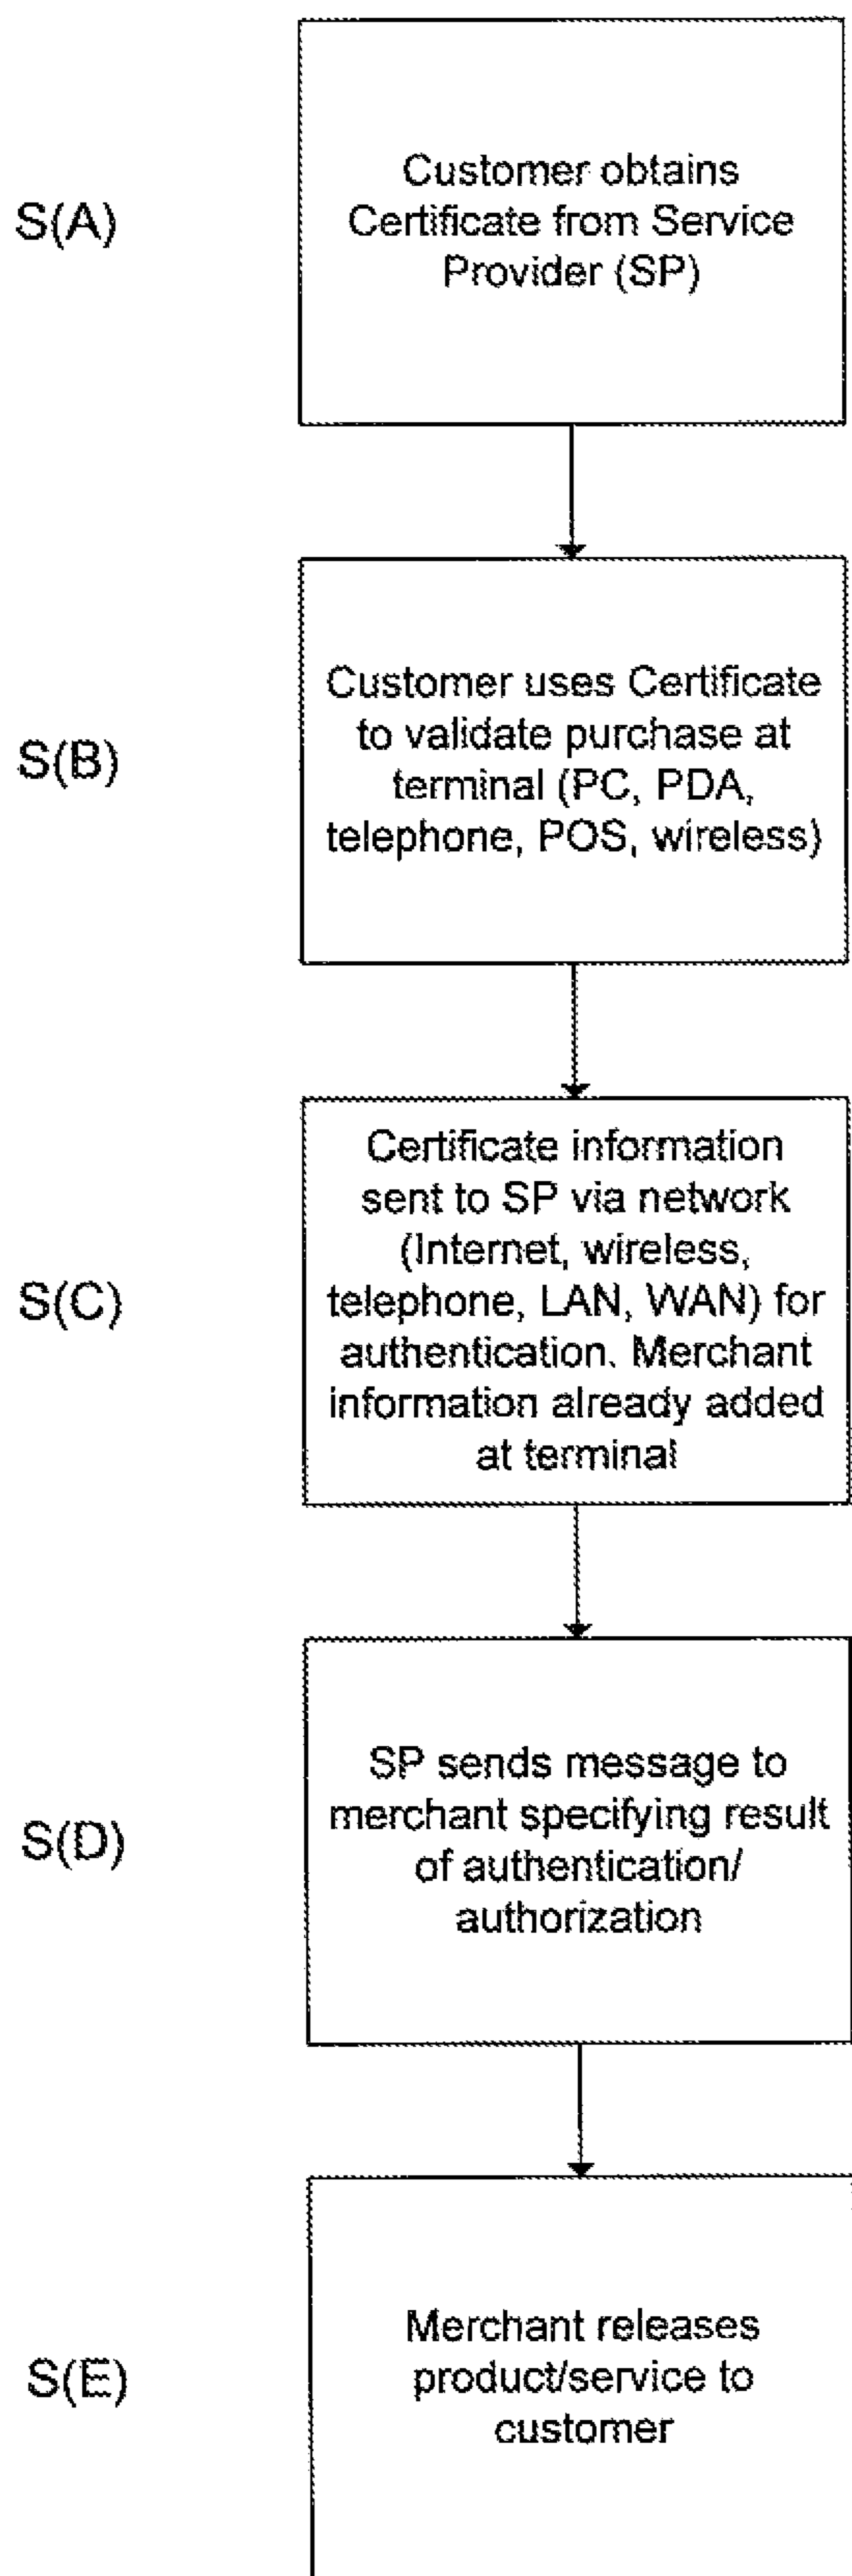 S(A)
Customer obtains
Certificate from Service
Provider (SP)
S(B)
Customer uses Certificate
to validate purchase at
terminal (PC, PDA,
telephone, POS, wireless)
S(C)
Certificate information
sent to SP via network
(Internet, wireless,
telephone, LAN, WAN) for
authentication. Merchant
information already added
at terminal
S(D)
SP sends message to
merchant specifying result
of authentication/
authorization
S(E)
Merchant releases
product/service to
customer